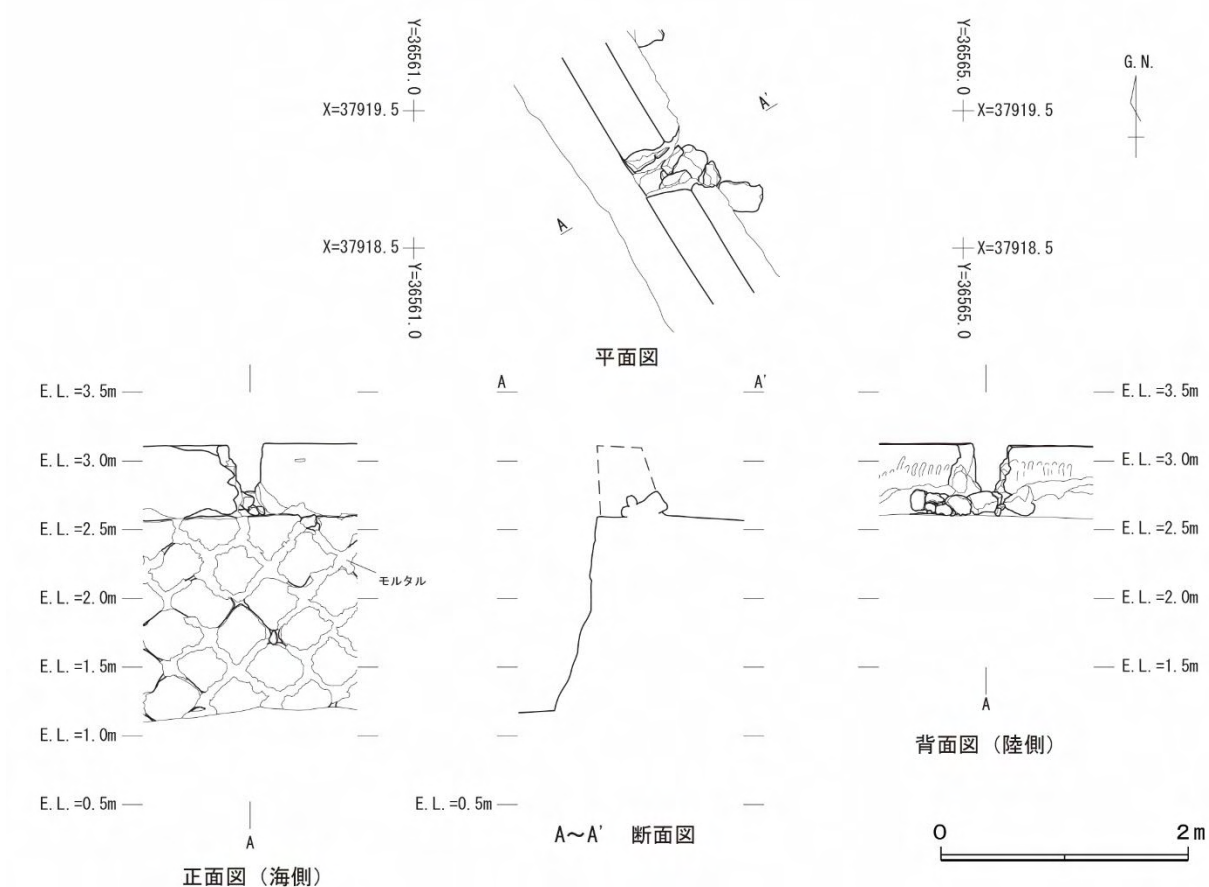 Y=36561.0
Y=36565.0
G.N.
X=37919.5
A'
X=37919.5
A
X=37918.5
X=37918.5
Y=36561.0
Y=36565.0
平面図
E.L.=3.5m
A
A'
E.L.=3.5m
E.L.=3.0m
E.L.=3.0m
E.L.=2.5m
E.L.=2.5m
モルタル
E.L.=2.0m
E.L.=2.0m
E.L.=1.5m
E.L.=1.5m
A
E.L.=1.0m
背面図（陸側）
E.L.=0.5m
E.L.=0.5m
A
A～A' 断面図
0
2m
正面図（海側）